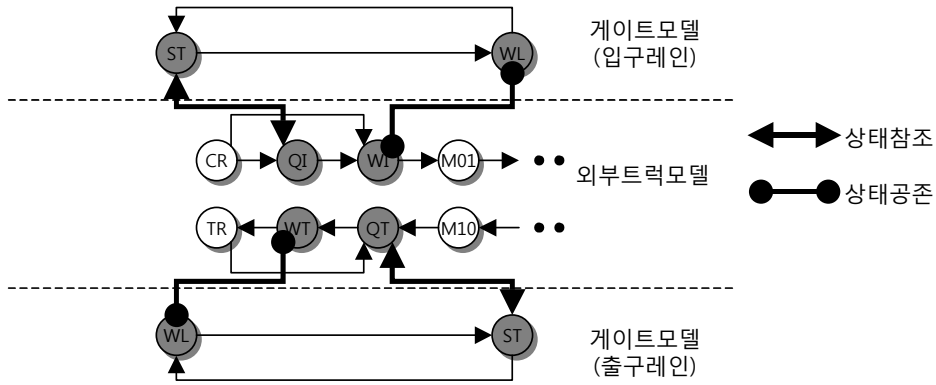 게이트모델
(입구레인)
ST
WL
CR
QI
WI
M01
외부트럭모델
상태참조
상태공존
TR
WT
QT
M10
WL
ST
게이트모델
(출구레인)